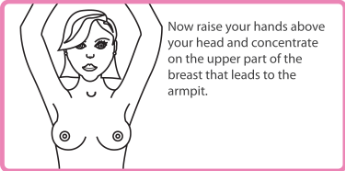 Now raise your hands above
your head and concentrate
on the upper part of the
breast that leads to the
armpit.